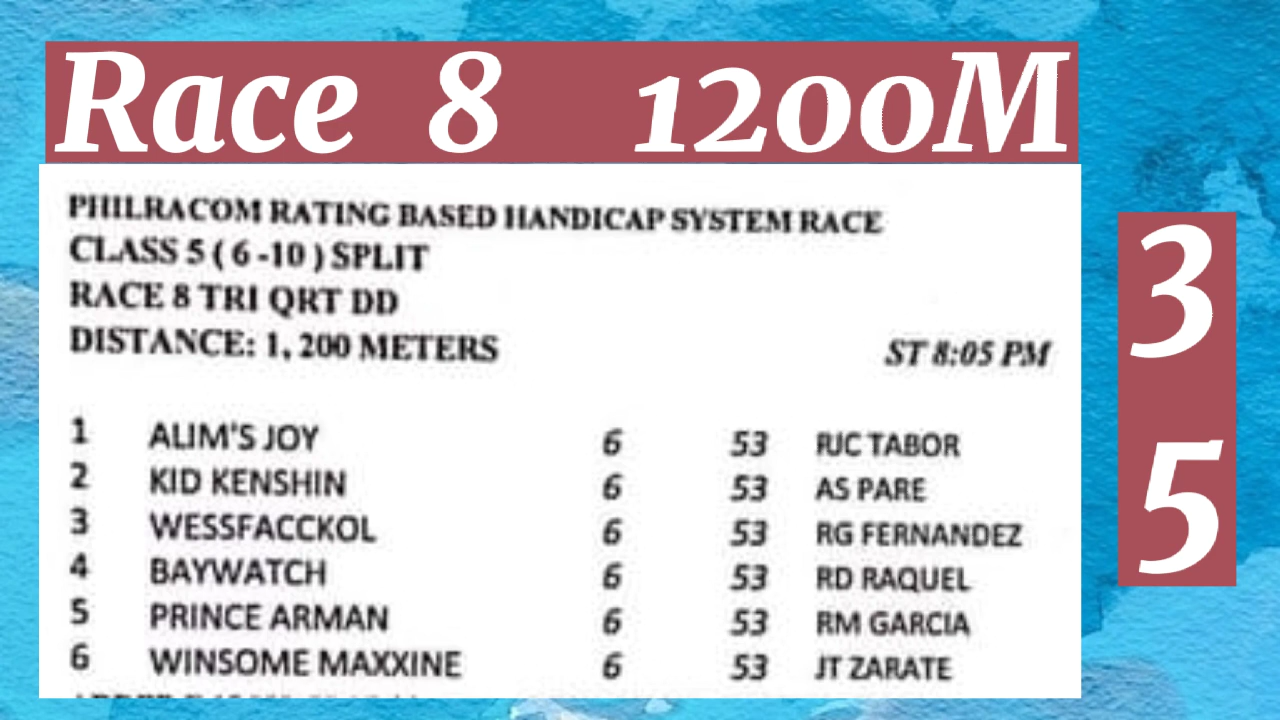 Race 8 1200M
PHILRACOM RATING BASED HANDICAP SYSTEM RACE
CLASS 5 ( 6 -10 ) SPLIT
RACE 8 TRI QRT DD
DISTANCE: 1, 200 METERS
ST 8:05 PM
1 ALIM'S JOY 6 53 RJC TABOR
2 KID KENSHIN 6 53 AS PARE
3 WESSFACCKOL 6 53 RG FERNANDEZ
4 BAYWATCH 6 53 RD RAQUEL
5 PRINCE ARMAN 6 53 RM GARCIA
6 WINSOME MAXXINE 6 53 JT ZARATE
3
5